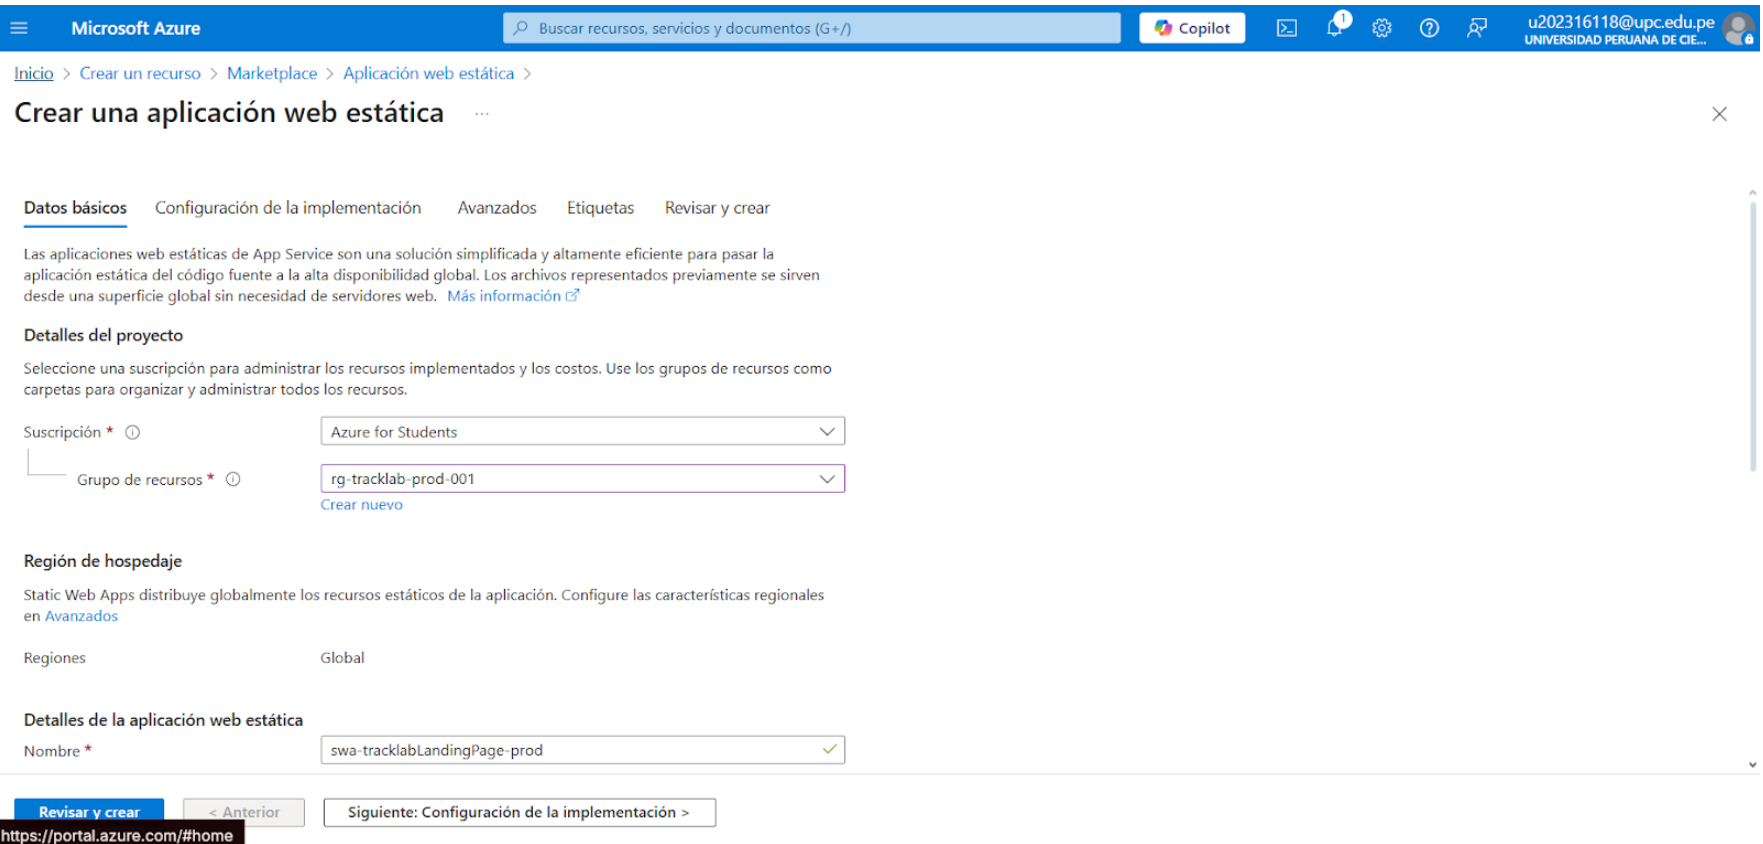 Microsoft Azure
Buscar recursos, servicios y documentos (G+/)
Copilot
1
u202316118@upc.edu.pe
UNIVERSIDAD PERUANA DE CIE...
Inicio > Crear un recurso > Marketplace > Aplicación web estática >
Crear una aplicación web estática ...
Datos básicos Configuración de la implementación Avanzados Etiquetas Revisar y crear
Las aplicaciones web estáticas de App Service son una solución simplificada y altamente eficiente para pasar la
aplicación estática del código fuente a la alta disponibilidad global. Los archivos representados previamente se sirven
desde una superficie global sin necesidad de servidores web. Más información
Detalles del proyecto
Seleccione una suscripción para administrar los recursos implementados y los costos. Use los grupos de recursos como
carpetas para organizar y administrar todos los recursos.
Suscripción * Azure for Students
Grupo de recursos * rg-tracklab-prod-001
Crear nuevo
Región de hospedaje
Static Web Apps distribuye globalmente los recursos estáticos de la aplicación. Configure las características regionales
en Avanzados
Regiones Global
Detalles de la aplicación web estática
Nombre * swa-tracklabLandingPage-prod
Revisar y crear < Anterior Siguiente: Configuración de la implementación >
https://portal.azure.com/#home